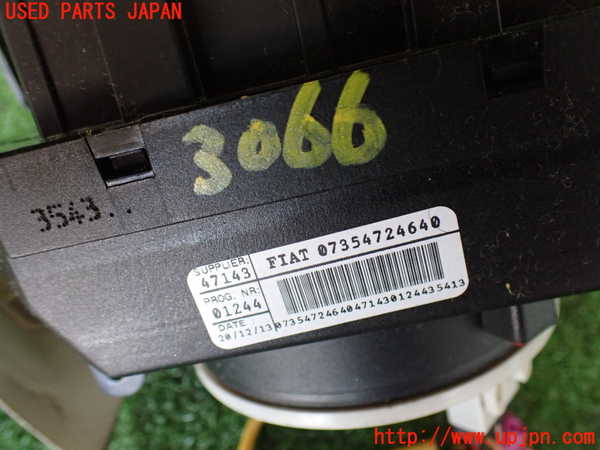 USED PARTS JAPAN
3066
3543..
SUPPLIER:
47143
FIAT 07354724640
PROG. NR
01244
DATE
20/12/13
07354724640471430124435413
http://www.upjpn.com/